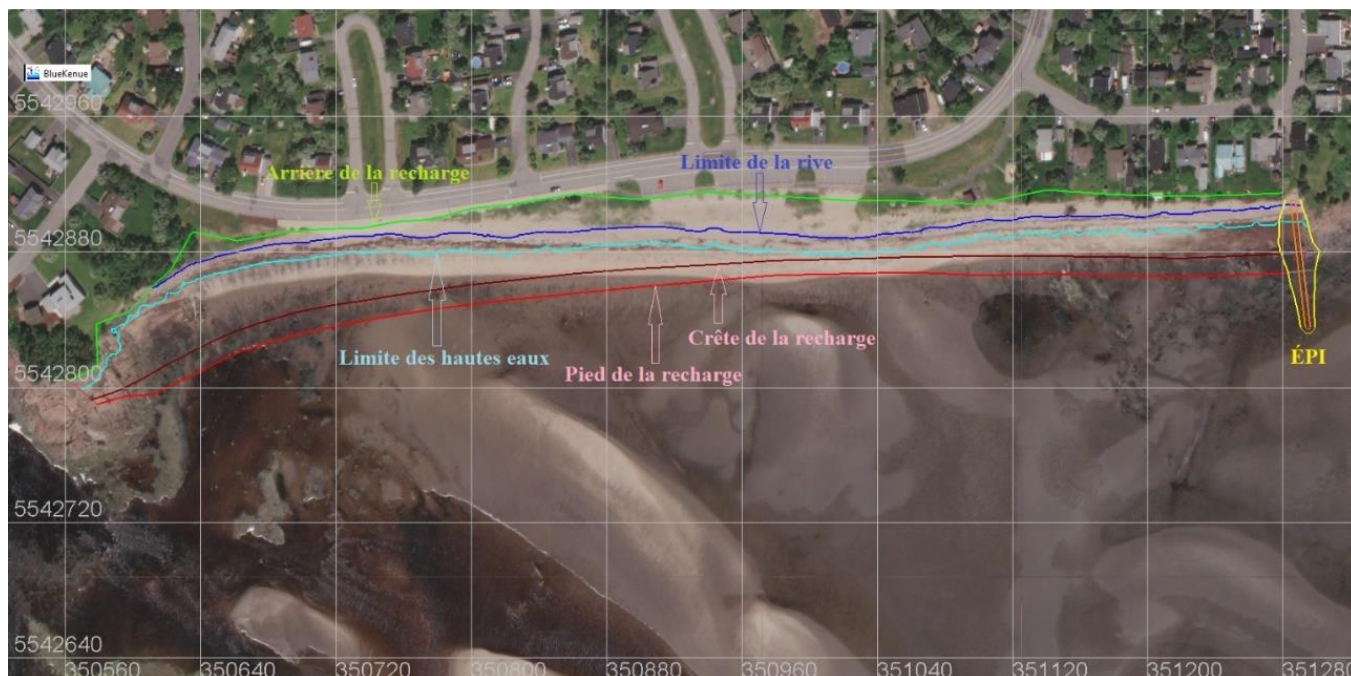 BlueKenue
5542960
Arrière de la recharge
Limite de la rive
5542880
Crête de la recharge
Limite des hautes eaux
Pied de la recharge
ÉPI
5542800
5542720
5542640
350560 350640 350720 350800 350880 350960 351040 351120 351200 351280